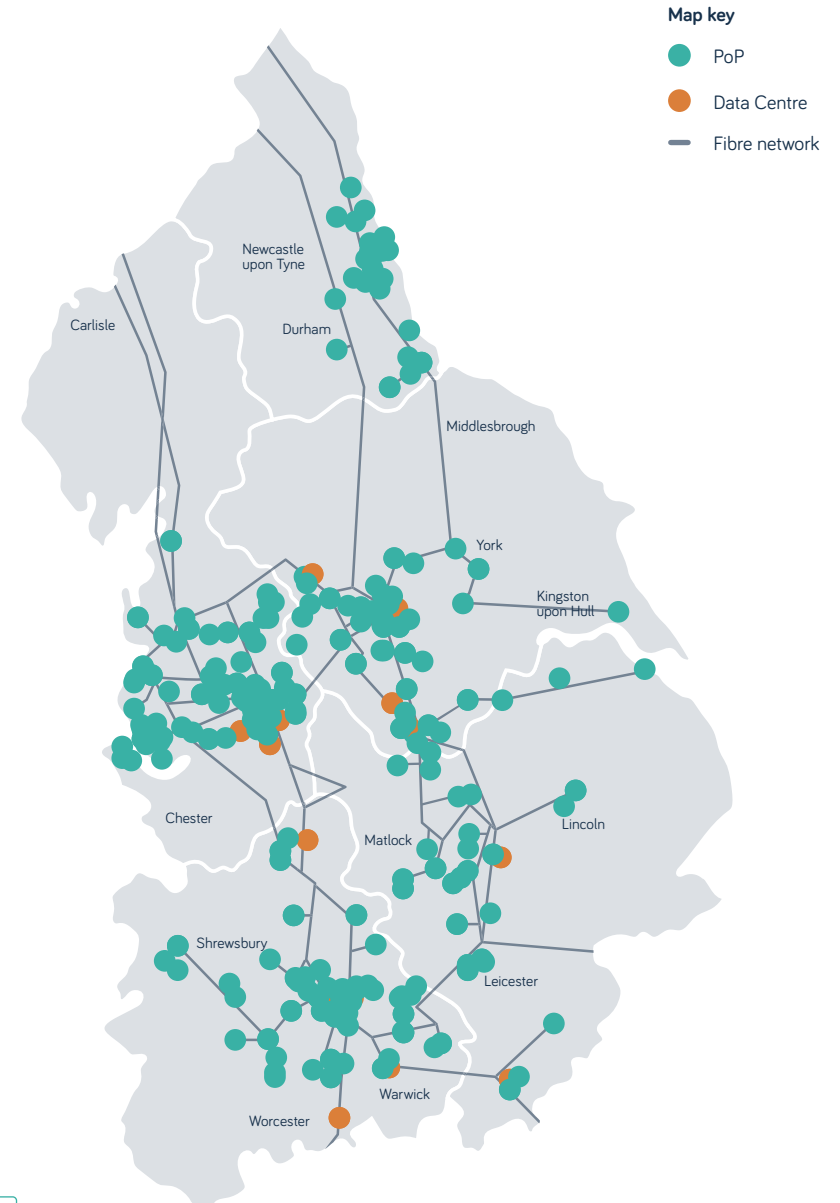 Map key
PoP
Data Centre
Fibre network
Newcastle
upon Tyne
Carlisle
Durham
Middlesbrough
York
Kingston
upon Hull
Chester
Matlock
Lincoln
Shrewsbury
Leicester
Warwick
Worcester